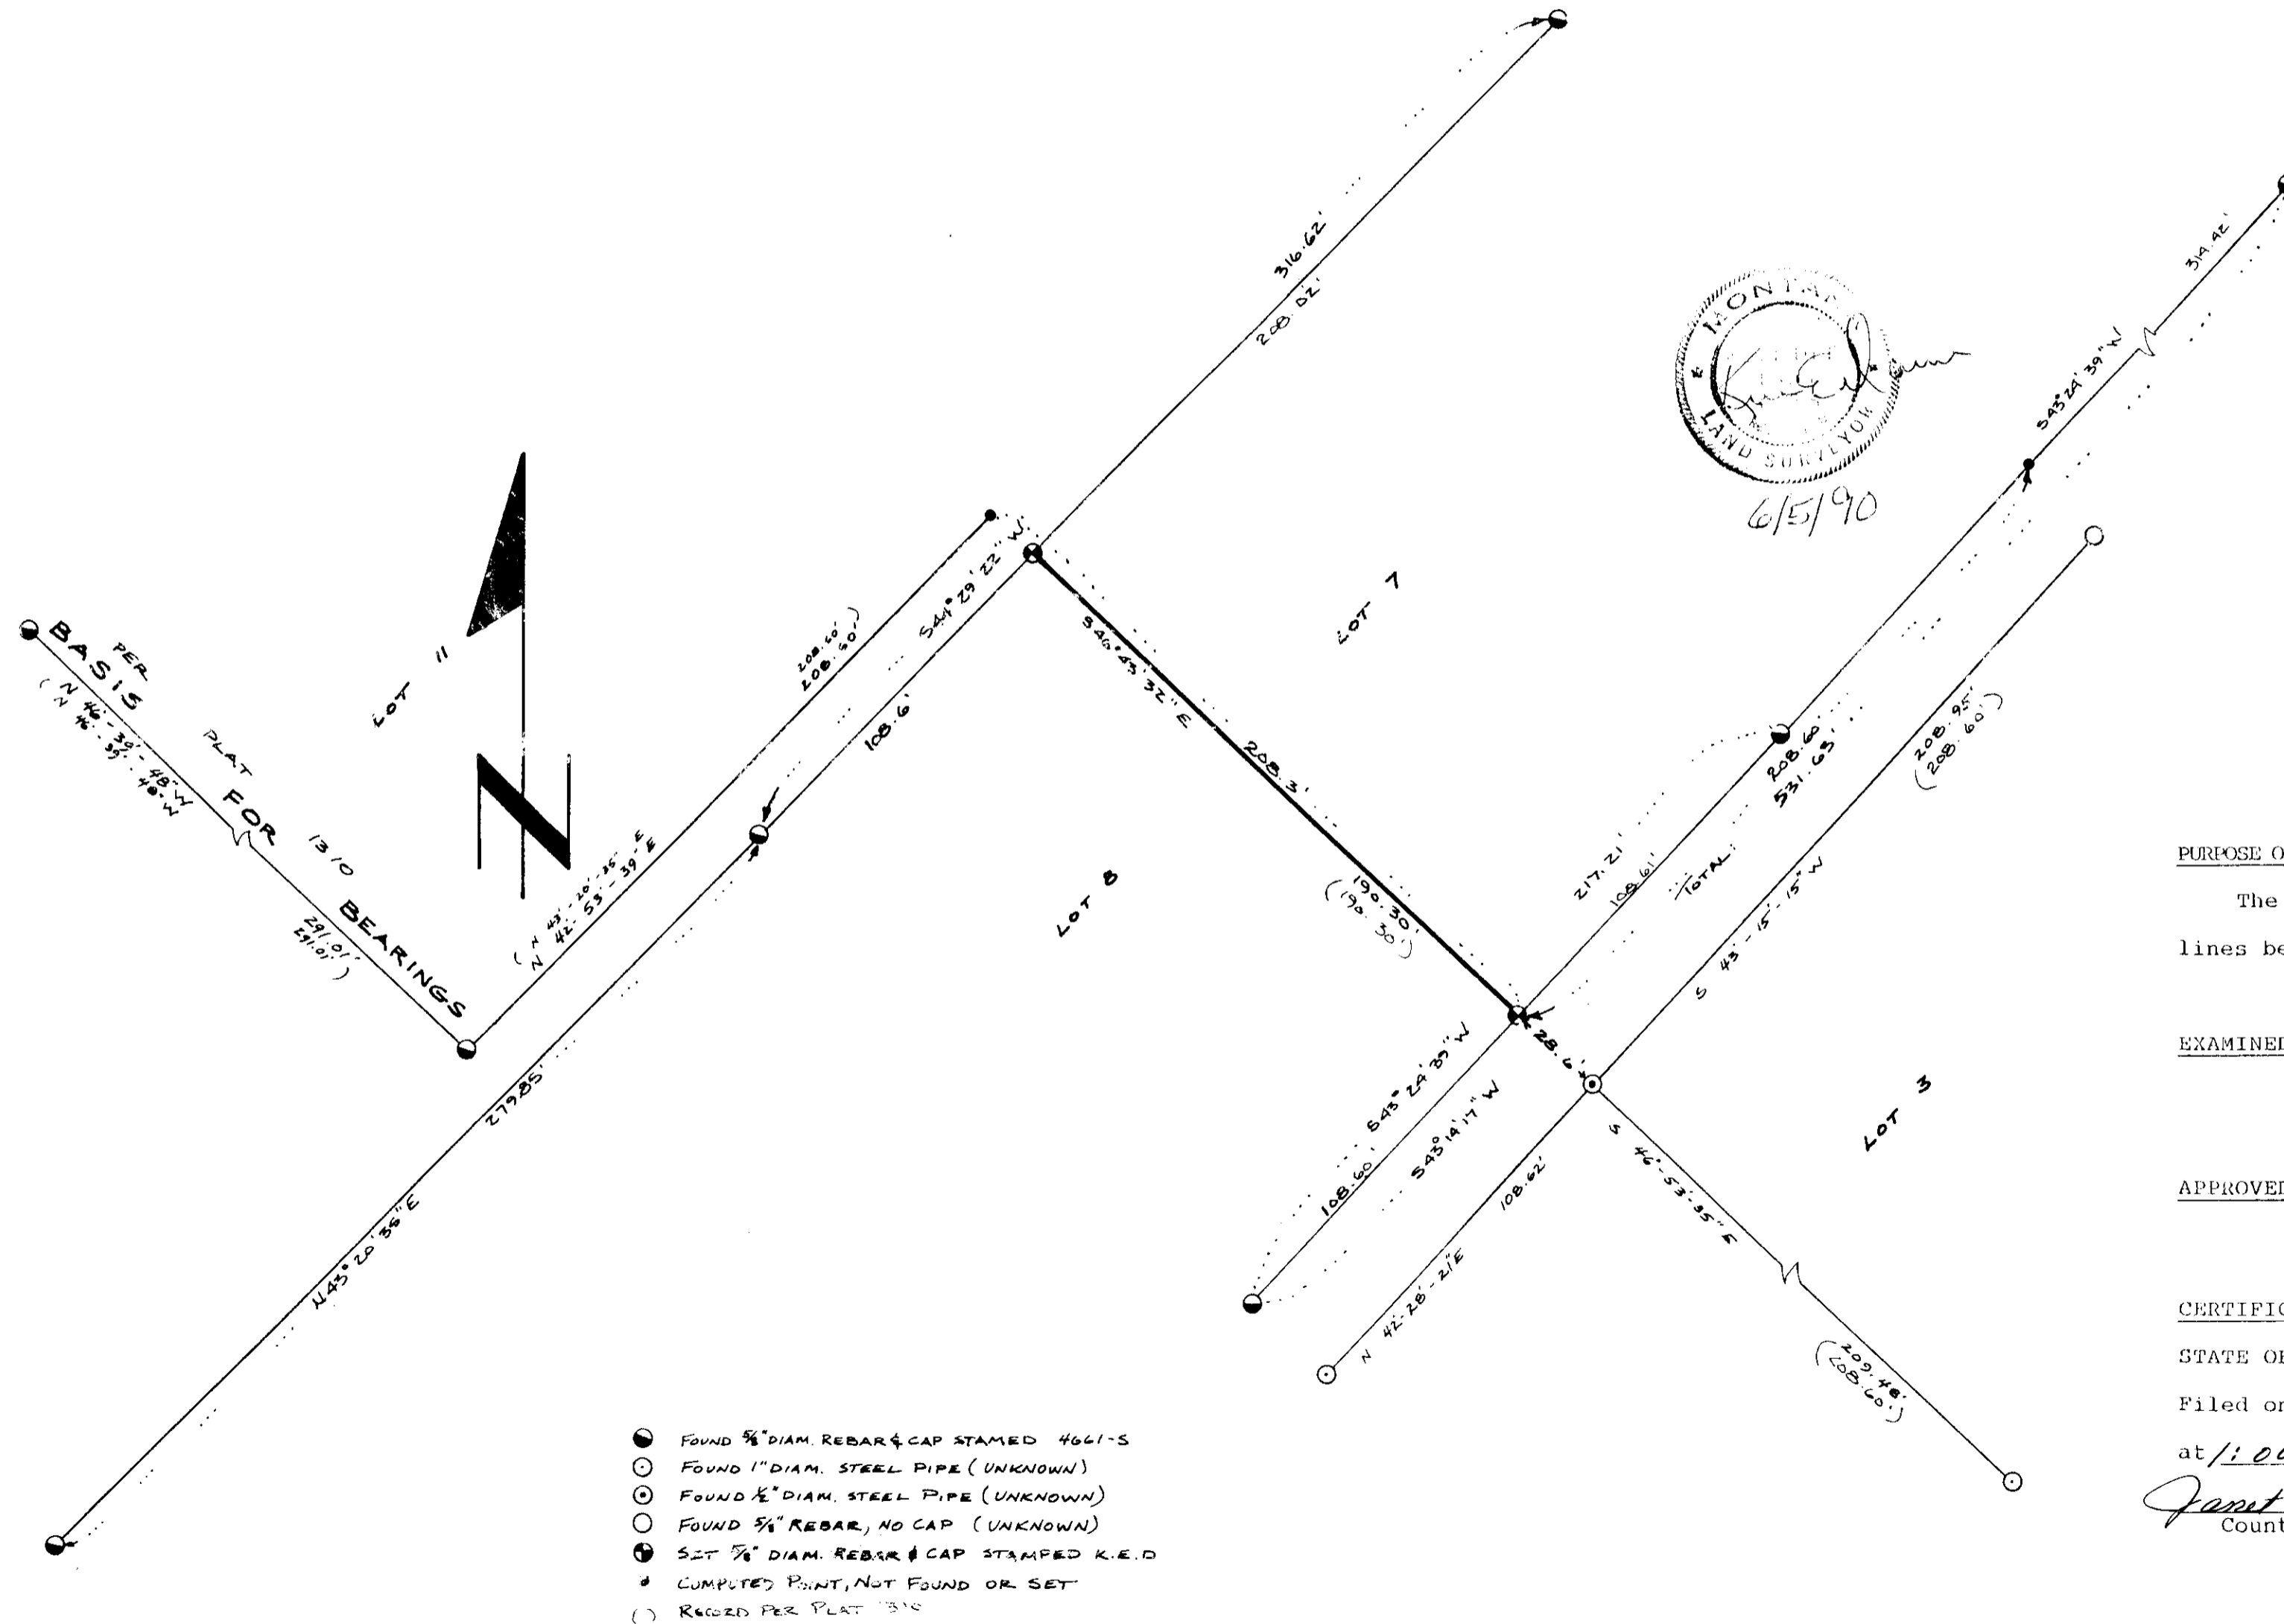 316.62'
208.02'
314.42'
S43°24'39"W
MONTA
LAND SURVEYOR
6/5/90
S44°29'22"W
208.60'
208.60')
108.6'
S46°43'32"E
208.3'
190.30'
(190.30')
LOT 7
LOT 11
LOT 8
LOT 3
BASIS FOR BEARINGS
PER PLAT 1310
N 46°-39'-48"W
(N 46°-39'-48"W
291.01'
291.01')
N 43°-20'-35"E
(N 42°-53'-39"E
279.85'
N43°20'35"E
217.21'
108.61'
208.60'
TOTAL: 531.63'
208.95'
(208.60')
S 43°-15'-15"W
28.6'
S43°24'39"W
108.60'
S43°14'17"W
108.62'
N 42°-28'-21"E
S 46°-53'-35"E
209.48'
(208.60')
PURPOSE O
The
lines be
EXAMINED
APPROVED
CERTIFIC
STATE OF
Filed on
at 1:00
Janet
Count
FOUND 5/8" DIAM. REBAR & CAP STAMED 4661-S
FOUND 1" DIAM. STEEL PIPE (UNKNOWN)
FOUND 1/2" DIAM. STEEL PIPE (UNKNOWN)
FOUND 5/8" REBAR, NO CAP (UNKNOWN)
SET 5/8" DIAM. REBAR & CAP STAMPED K.E.D
COMPUTED POINT, NOT FOUND OR SET
( ) RECORD PER PLAT 1310